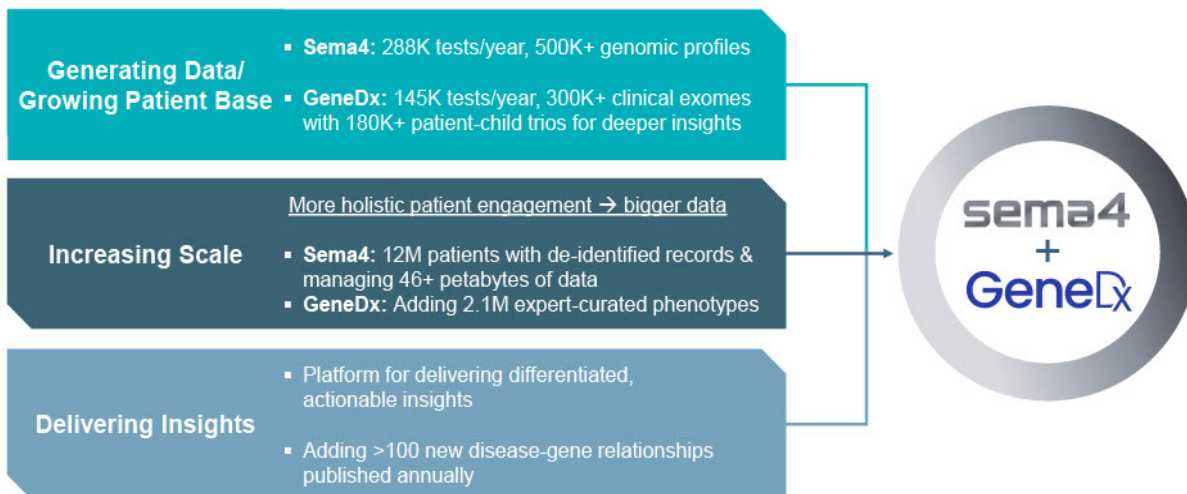 Generating Data/
Growing Patient Base
▪ Sema4: 288K tests/year, 500K+ genomic profiles
▪ GeneDx: 145K tests/year, 300K+ clinical exomes
with 180K+ patient-child trios for deeper insights
Increasing Scale
More holistic patient engagement → bigger data
▪ Sema4: 12M patients with de-identified records &
managing 46+ petabytes of data
▪ GeneDx: Adding 2.1M expert-curated phenotypes
Delivering Insights
▪ Platform for delivering differentiated,
actionable insights
▪ Adding >100 new disease-gene relationships
published annually
sema4
+
GeneDx